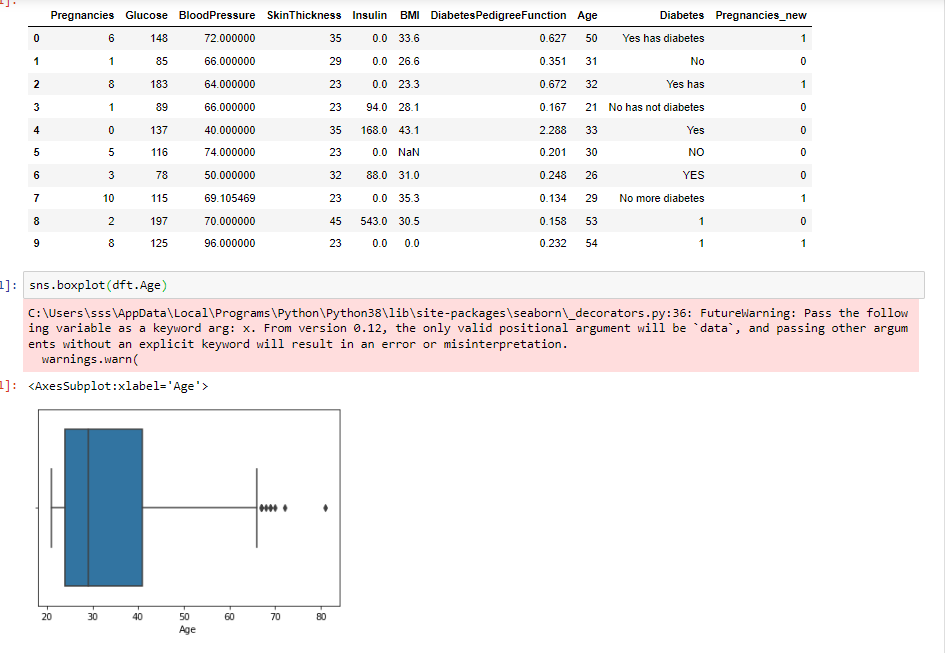 1]:
Pregnancies Glucose BloodPressure SkinThickness Insulin BMI DiabetesPedigreeFunction Age Diabetes Pregnancies_new
0 6 148 72.000000 35 0.0 33.6 0.627 50 Yes has diabetes 1
1 1 85 66.000000 29 0.0 26.6 0.351 31 No 0
2 8 183 64.000000 23 0.0 23.3 0.672 32 Yes has 1
3 1 89 66.000000 23 94.0 28.1 0.167 21 No has not diabetes 0
4 0 137 40.000000 35 168.0 43.1 2.288 33 Yes 0
5 5 116 74.000000 23 0.0 NaN 0.201 30 NO 0
6 3 78 50.000000 32 88.0 31.0 0.248 26 YES 0
7 10 115 69.105469 23 0.0 35.3 0.134 29 No more diabetes 1
8 2 197 70.000000 45 543.0 30.5 0.158 53 1 0
9 8 125 96.000000 23 0.0 0.0 0.232 54 1 1
1]: sns.boxplot(dft.Age)
C:\Users\sss\AppData\Local\Programs\Python\Python38\lib\site-packages\seaborn\_decorators.py:36: FutureWarning: Pass the follow
ing variable as a keyword arg: x. From version 0.12, the only valid positional argument will be `data`, and passing other argum
ents without an explicit keyword will result in an error or misinterpretation.
warnings.warn(
1]: <AxesSubplot:xlabel='Age'>
20 30 40 50 60 70 80
Age